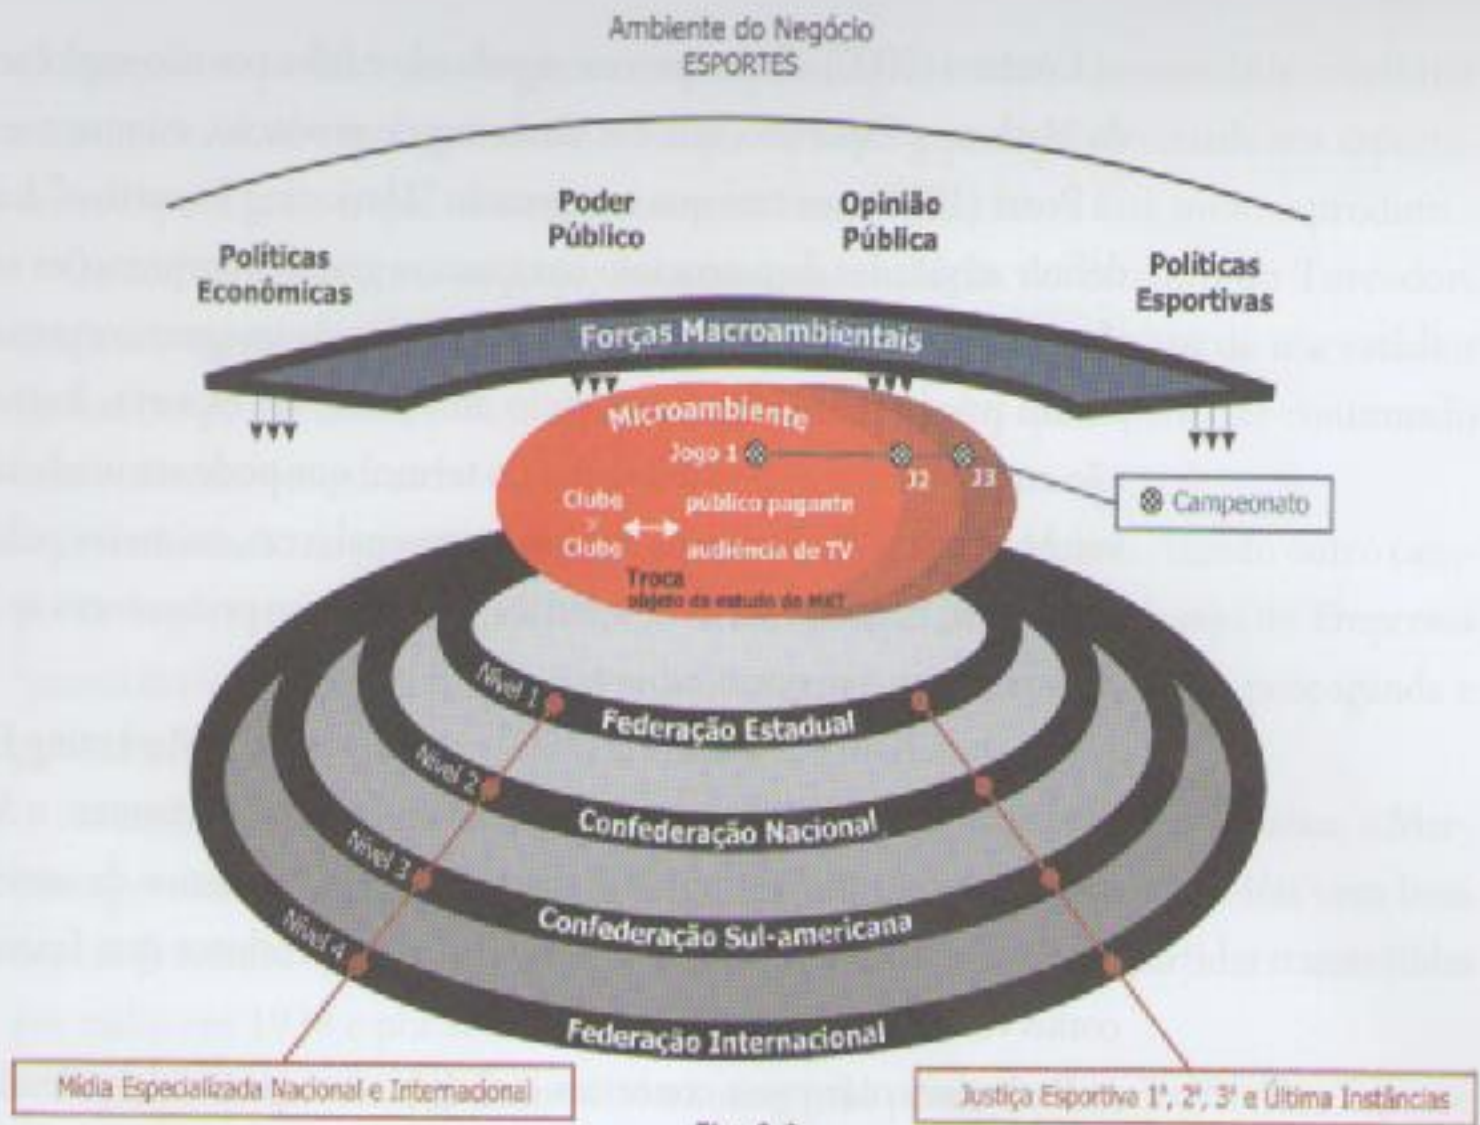 Ambiente do Negócio
ESPORTES
Políticas
Econômicas
Poder
Público
Opinião
Pública
Políticas
Esportivas
Forças Macroambientais
Microambiente
Jogo 1
J2
J3
Campeonato
Clube
x
Clube
público pagante
audiência de TV
Troca
objeto de estudo do MKT
Nível 1
Federação Estadual
Nível 2
Confederação Nacional
Nível 3
Confederação Sul-americana
Nível 4
Federação Internacional
Mídia Especializada Nacional e Internacional
Justiça Esportiva 1ª, 2ª, 3ª e Última Instâncias